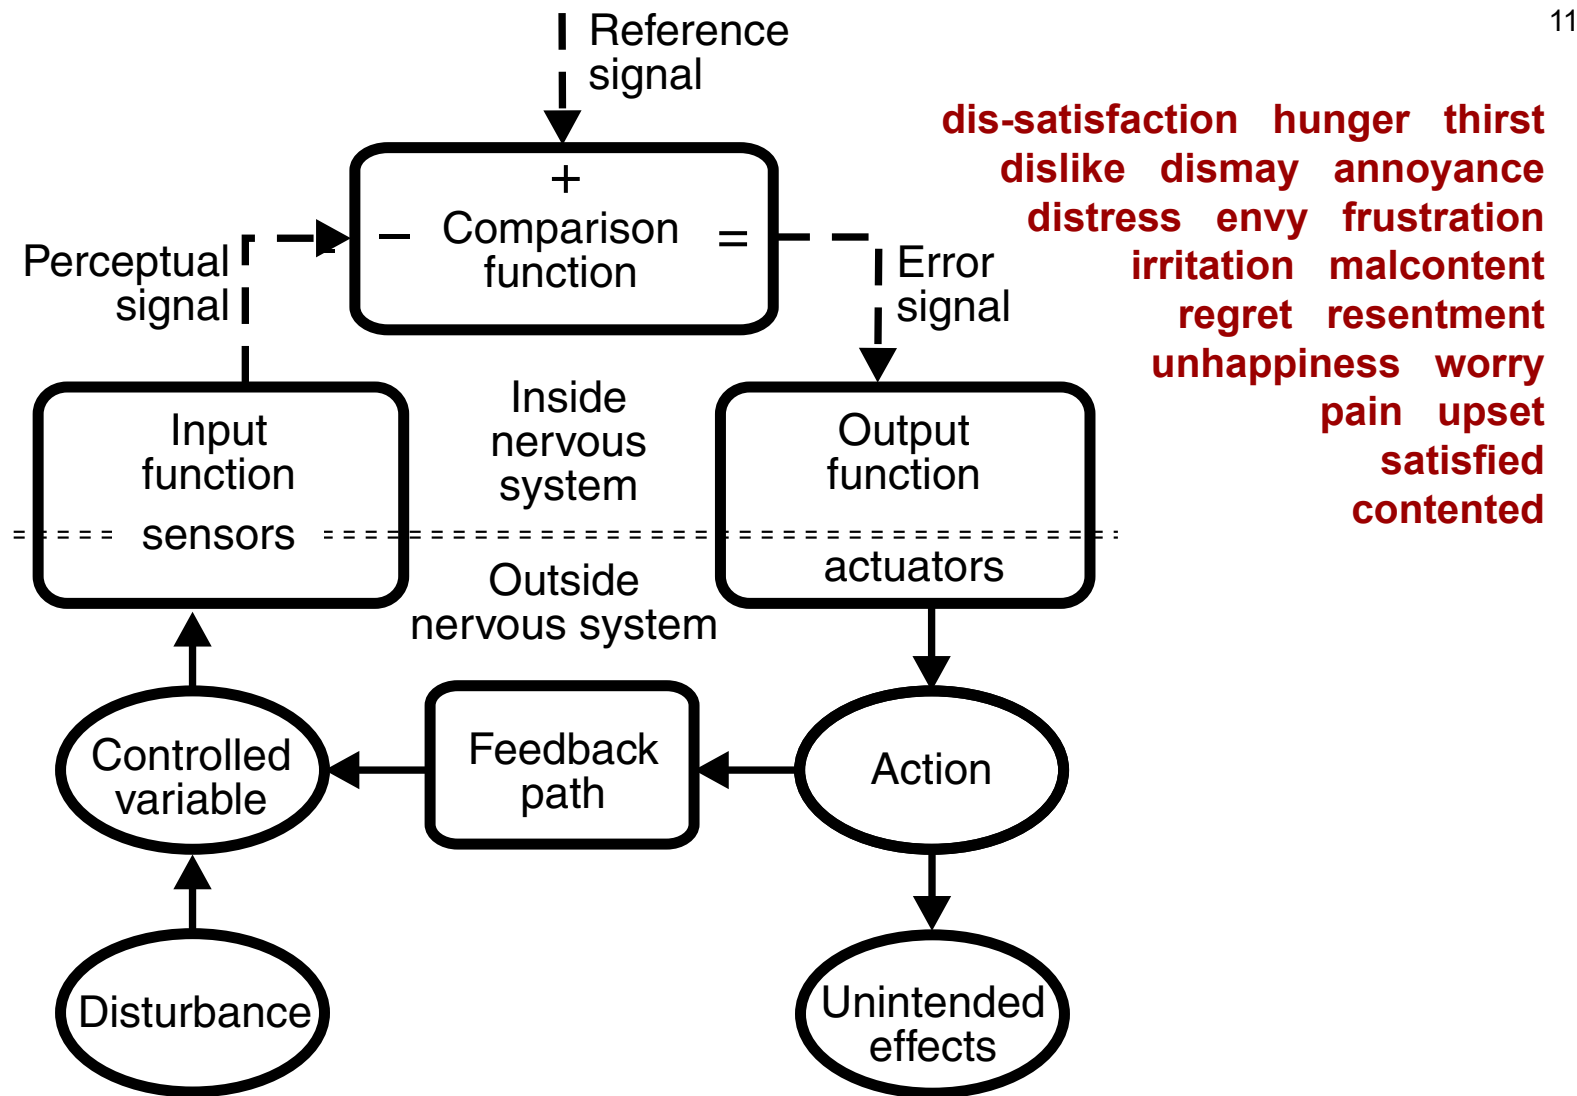 11
Reference
signal
dis-satisfaction hunger thirst
dislike dismay annoyance
distress envy frustration
irritation malcontent
regret resentment
unhappiness worry
pain upset
satisfied
contented
+
− Comparison =
function
Perceptual
signal
Error
signal
Input
function
sensors
Inside
nervous
system
Output
function
actuators
Outside
nervous system
Controlled
variable
Feedback
path
Action
Disturbance
Unintended
effects